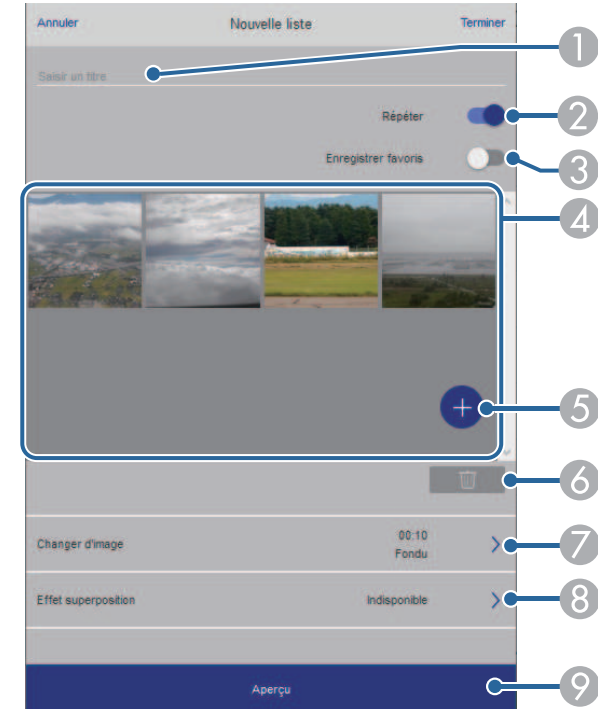 Annuler Nouvelle liste Terminer
1
Saisir un titre
Répéter 2
Enregistrer favoris 3
4
5
6
Changer d'image 00:10 7
Fondu
Effet superposition Indisponible 8
Aperçu 9